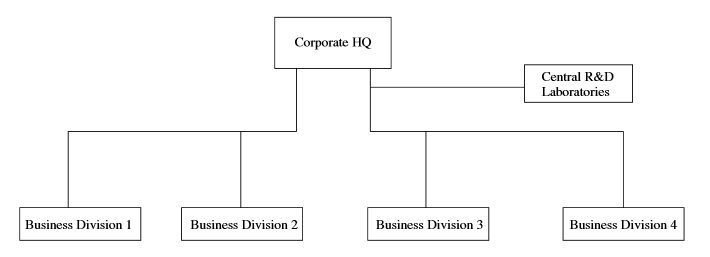 Corporate HQ
Central R&D
Laboratories
Business Division 1
Business Division 2
Business Division 3
Business Division 4